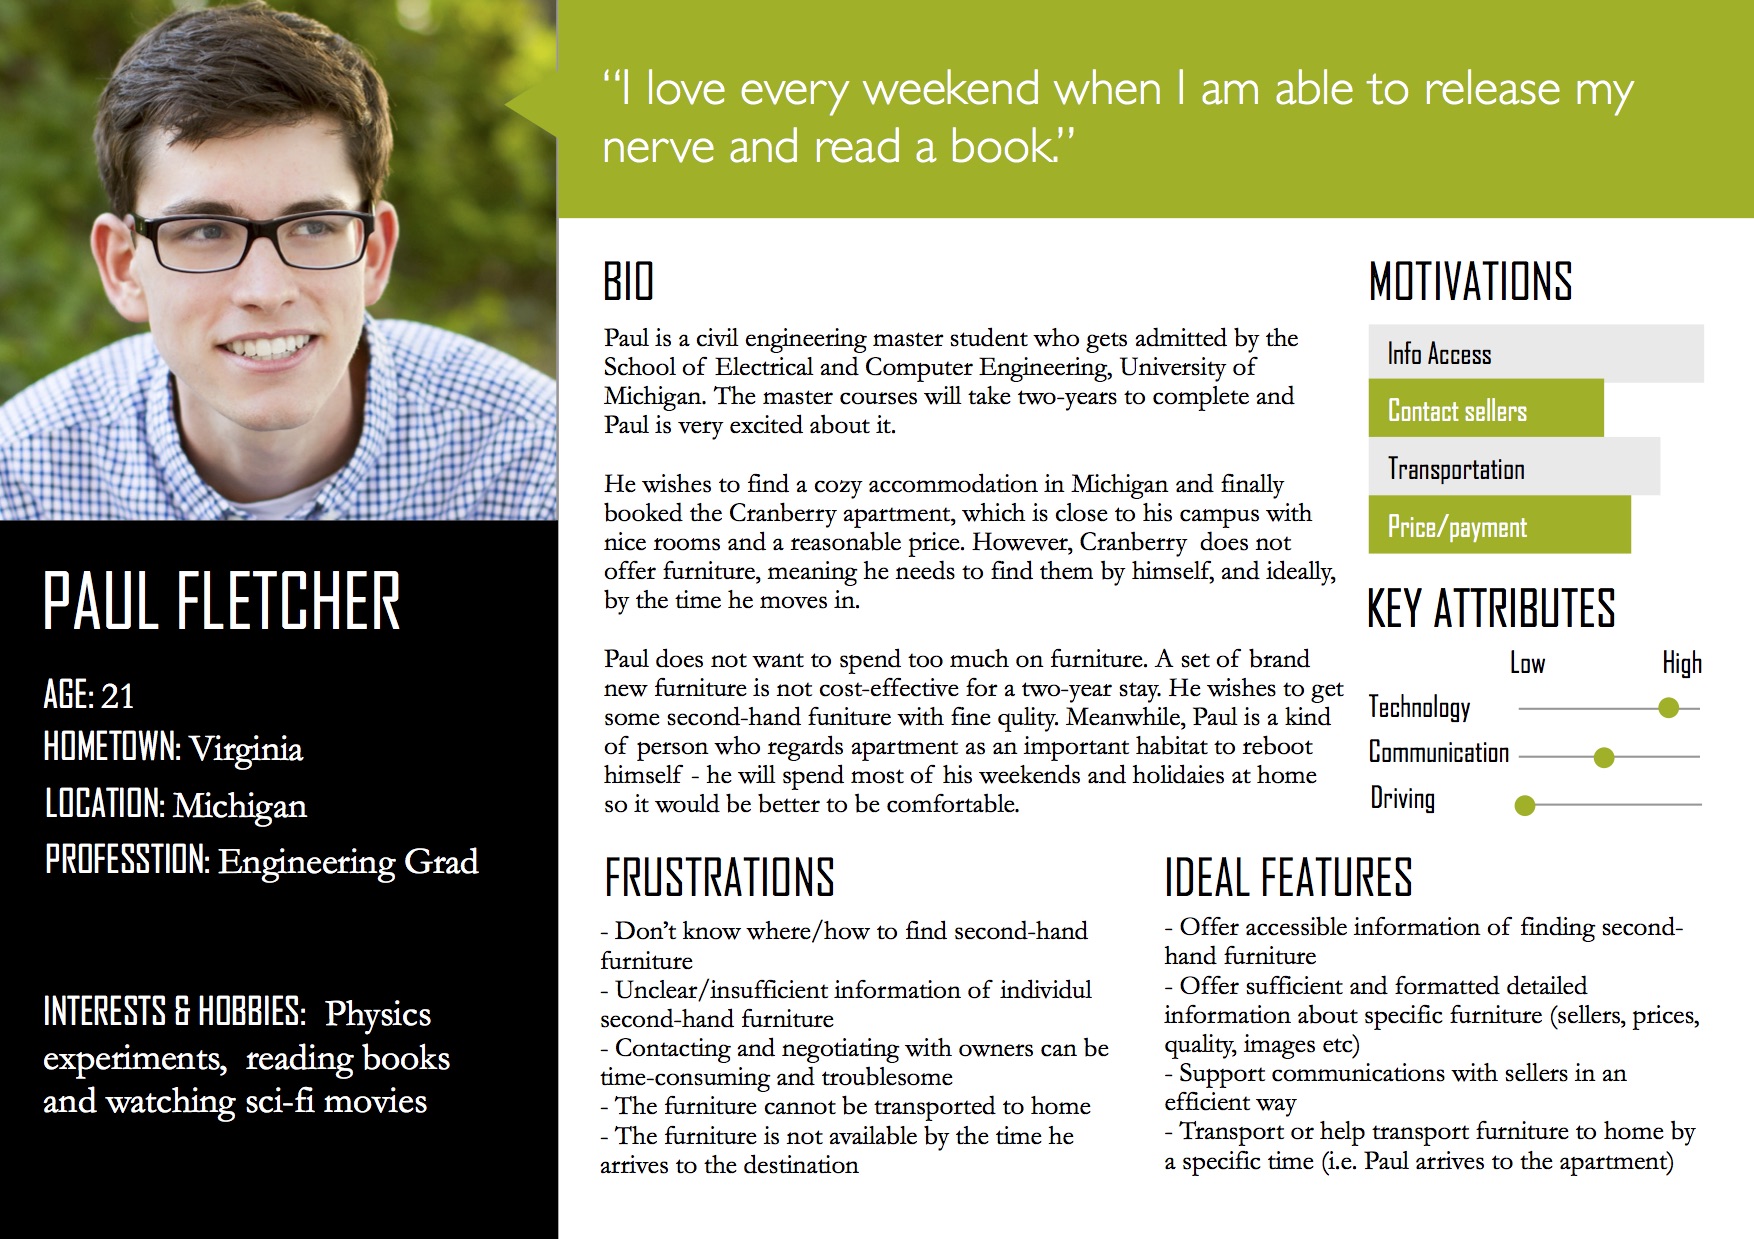 “I love every weekend when I am able to release my
nerve and read a book.”
PAUL FLETCHER
AGE: 21
HOMETOWN: Virginia
LOCATION: Michigan
PROFESSTION: Engineering Grad
INTERESTS & HOBBIES: Physics
experiments, reading books
and watching sci-fi movies
BIO
Paul is a civil engineering master student who gets admitted by the
School of Electrical and Computer Engineering, University of
Michigan. The master courses will take two-years to complete and
Paul is very excited about it.
He wishes to find a cozy accommodation in Michigan and finally
booked the Cranberry apartment, which is close to his campus with
nice rooms and a reasonable price. However, Cranberry does not
offer furniture, meaning he needs to find them by himself, and ideally,
by the time he moves in.
Paul does not want to spend too much on furniture. A set of brand
new furniture is not cost-effective for a two-year stay. He wishes to get
some second-hand funiture with fine qulity. Meanwhile, Paul is a kind
of person who regards apartment as an important habitat to reboot
himself - he will spend most of his weekends and holidaies at home
so it would be better to be comfortable.
MOTIVATIONS
Info Access
Contact sellers
Transportation
Price/payment
KEY ATTRIBUTES
Low High
Technology
Communication
Driving
FRUSTRATIONS
- Don’t know where/how to find second-hand
furniture
- Unclear/insufficient information of individul
second-hand furniture
- Contacting and negotiating with owners can be
time-consuming and troublesome
- The furniture cannot be transported to home
- The furniture is not available by the time he
arrives to the destination
IDEAL FEATURES
- Offer accessible information of finding second-
hand furniture
- Offer sufficient and formatted detailed
information about specific furniture (sellers, prices,
quality, images etc)
- Support communications with sellers in an
efficient way
- Transport or help transport furniture to home by
a specific time (i.e. Paul arrives to the apartment)